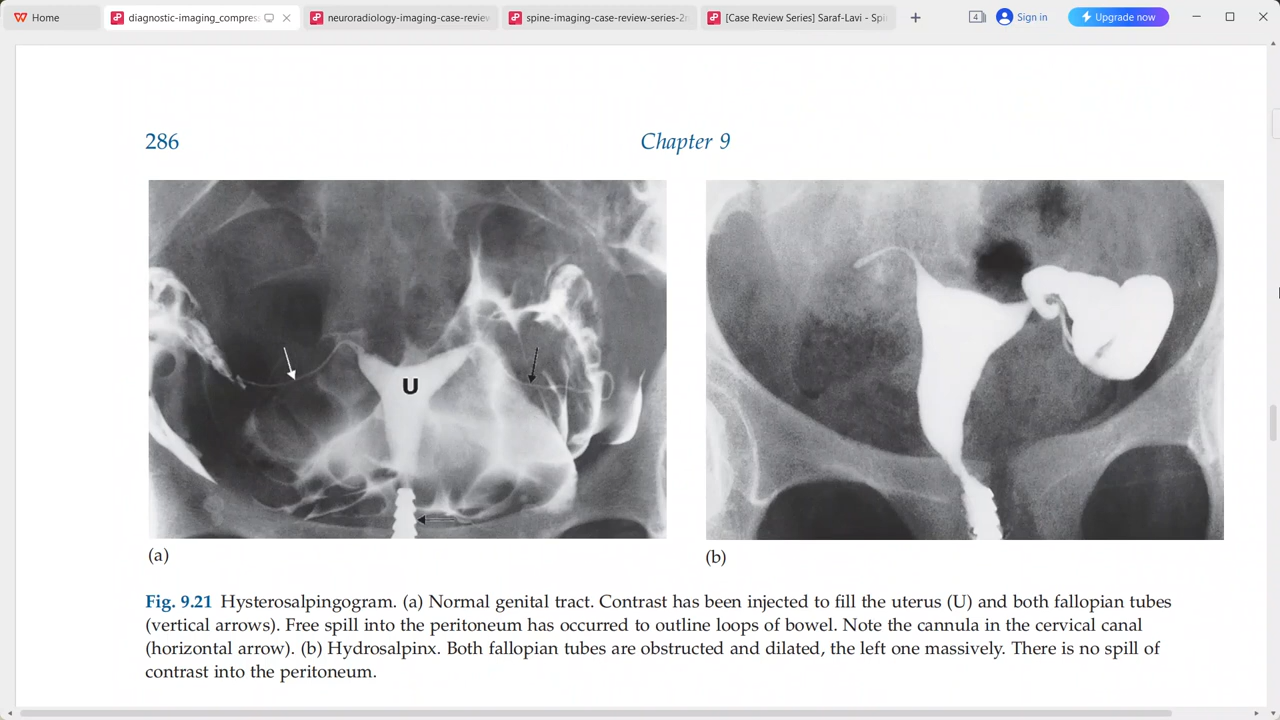 Home
diagnostic-imaging_compres
neuroradiology-imaging-case-review
spine-imaging-case-review-series-2
[Case Review Series] Saraf-Lavi - Spi
4
Sign in
Upgrade now
286
Chapter 9
U
(a)
(b)
Fig. 9.21 Hysterosalpingogram. (a) Normal genital tract. Contrast has been injected to fill the uterus (U) and both fallopian tubes
(vertical arrows). Free spill into the peritoneum has occurred to outline loops of bowel. Note the cannula in the cervical canal
(horizontal arrow). (b) Hydrosalpinx. Both fallopian tubes are obstructed and dilated, the left one massively. There is no spill of
contrast into the peritoneum.